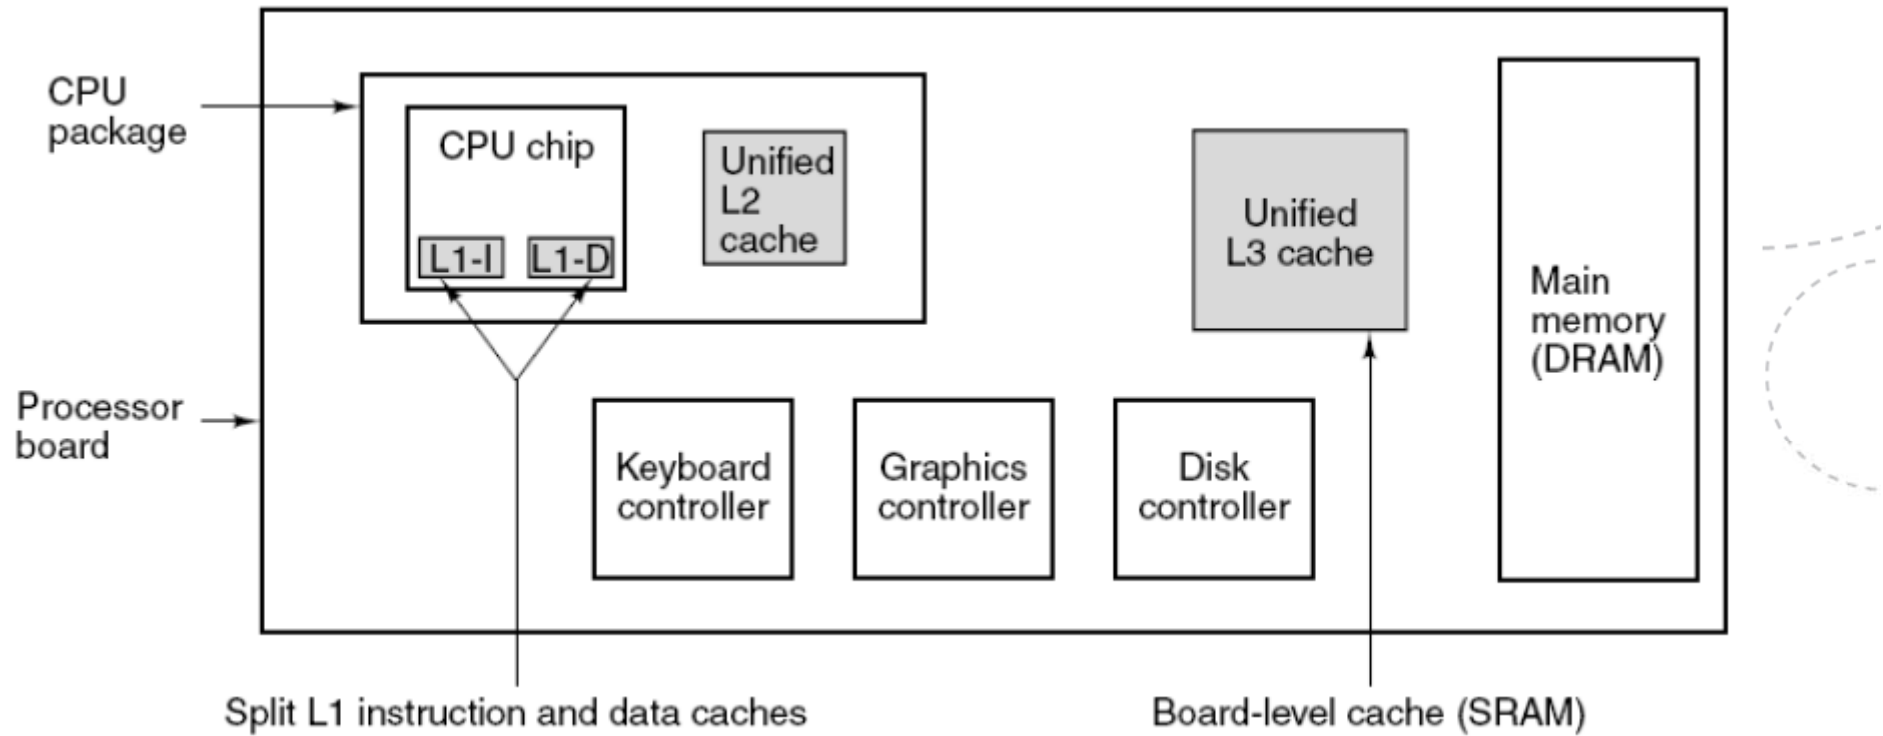 CPU
package
CPU chip
L1-I
L1-D
Unified
L2
cache
Unified
L3 cache
Main
memory
(DRAM)
Processor
board
Keyboard
controller
Graphics
controller
Disk
controller
Split L1 instruction and data caches
Board-level cache (SRAM)